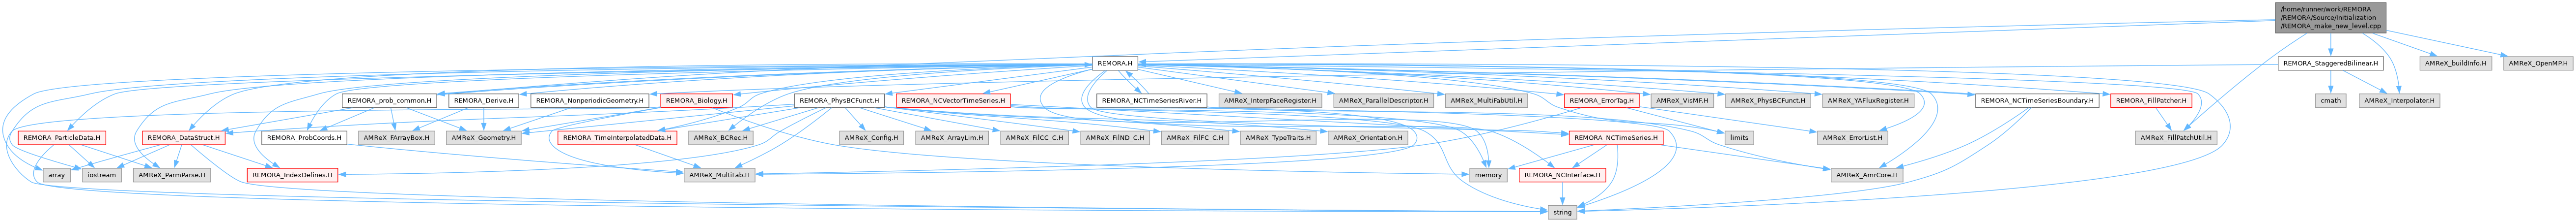 /home/runner/work/REMORA
/REMORA/Source/Initialization
/REMORA_make_new_level.cpp
REMORA.H
REMORA_StaggeredBilinear.H
AMReX_buildInfo.H
AMReX_OpenMP.H
REMORA_prob_common.H
REMORA_Derive.H
REMORA_NonperiodicGeometry.H
REMORA_Biology.H
REMORA_PhysBCFunct.H
REMORA_NCVectorTimeSeries.H
REMORA_NCTimeSeriesRiver.H
AMReX_InterpFaceRegister.H
AMReX_ParallelDescriptor.H
AMReX_MultiFabUtil.H
REMORA_ErrorTag.H
AMReX_VisMF.H
AMReX_PhysBCFunct.H
AMReX_YAFluxRegister.H
REMORA_NCTimeSeriesBoundary.H
REMORA_FillPatcher.H
cmath
AMReX_Interpolater.H
REMORA_ParticleData.H
REMORA_DataStruct.H
REMORA_ProbCoords.H
AMReX_FArrayBox.H
AMReX_Geometry.H
REMORA_TimeInterpolatedData.H
AMReX_BCRec.H
AMReX_Config.H
AMReX_ArrayLim.H
AMReX_FilCC_C.H
AMReX_FilND_C.H
AMReX_FilFC_C.H
AMReX_TypeTraits.H
AMReX_Orientation.H
REMORA_NCTimeSeries.H
limits
AMReX_ErrorList.H
AMReX_FillPatchUtil.H
array
iostream
AMReX_ParmParse.H
REMORA_IndexDefines.H
AMReX_MultiFab.H
memory
REMORA_NCInterface.H
AMReX_AmrCore.H
string